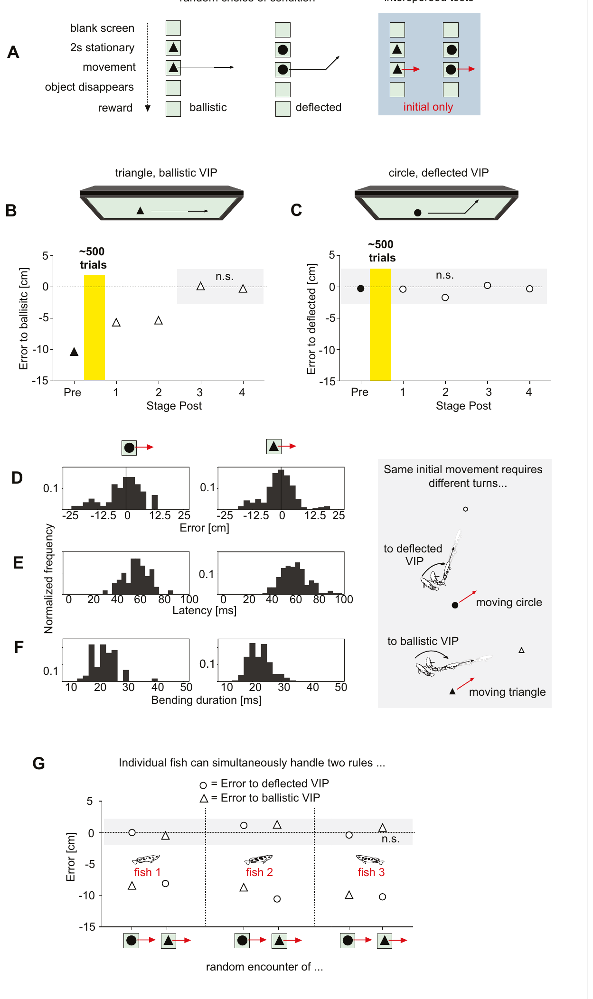 random choice of condition
interspersed tests
A
blank screen
2s stationary
movement
object disappears
reward
ballistic
deflected
initial only
triangle, ballistic VIP
circle, deflected VIP
B
C
~500
trials
Error to ballisitc [cm]
5
0
-5
-10
-15
n.s.
Pre
1
2
3
4
Stage Post
~500
trials
Error to deflected [cm]
5
0
-5
-10
-15
n.s.
Pre
1
2
3
4
Stage Post
D
0.1
0.1
-25
-12.5
0
12.5
25
-25
-12.5
0
12.5
25
Error [cm]
Normalized frequency
E
0.1
0
20
40
60
80
100
0
20
40
60
80
100
Latency [ms]
F
0.1
0.1
10
20
30
40
50
10
20
30
40
50
Bending duration [ms]
Same initial movement requires
different turns...
to deflected
VIP
moving circle
to ballistic VIP
moving triangle
G
Individual fish can simultaneously handle two rules ...
= Error to deflected VIP
= Error to ballistic VIP
Error [cm]
5
0
-5
-10
-15
n.s.
fish 1
fish 2
fish 3
random encounter of ...